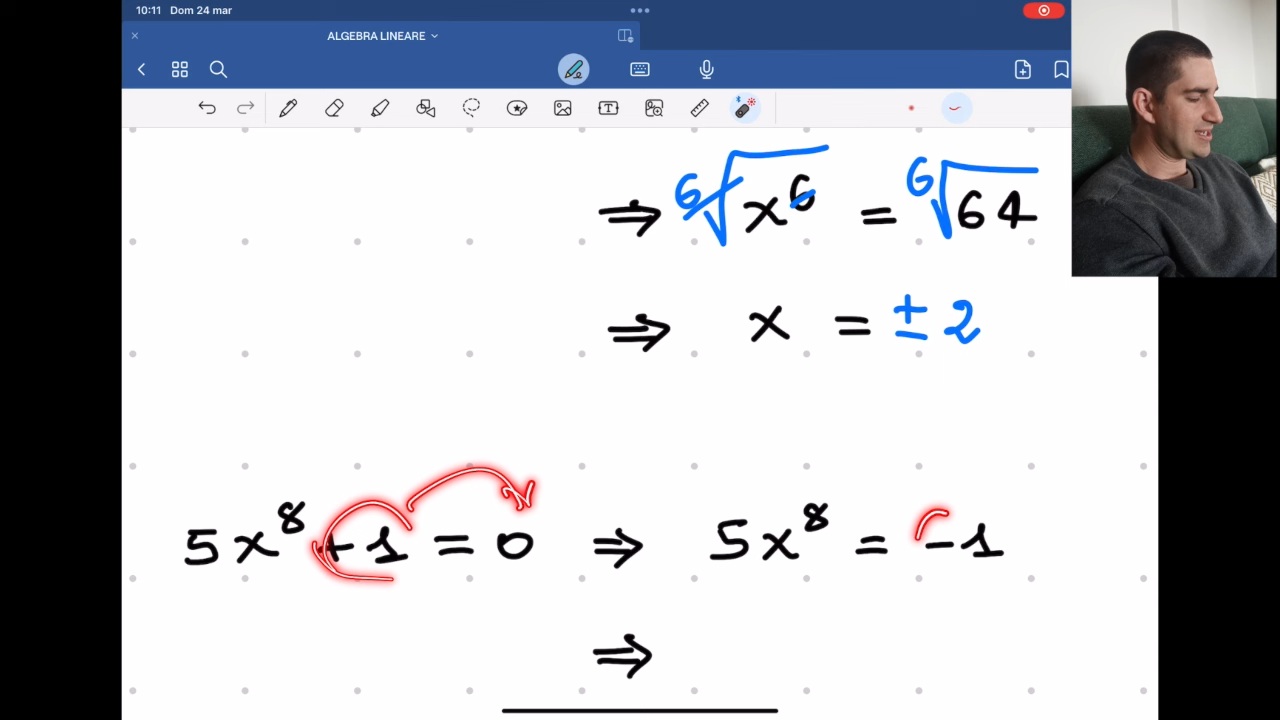 10:11 Dom 24 mar
ALGEBRA LINEARE
⇒ ⁶√x⁶ = ⁶√64
⇒ x = ± 2
5x⁸ + 1 = 0 ⇒ 5x⁸ = -1
⇒